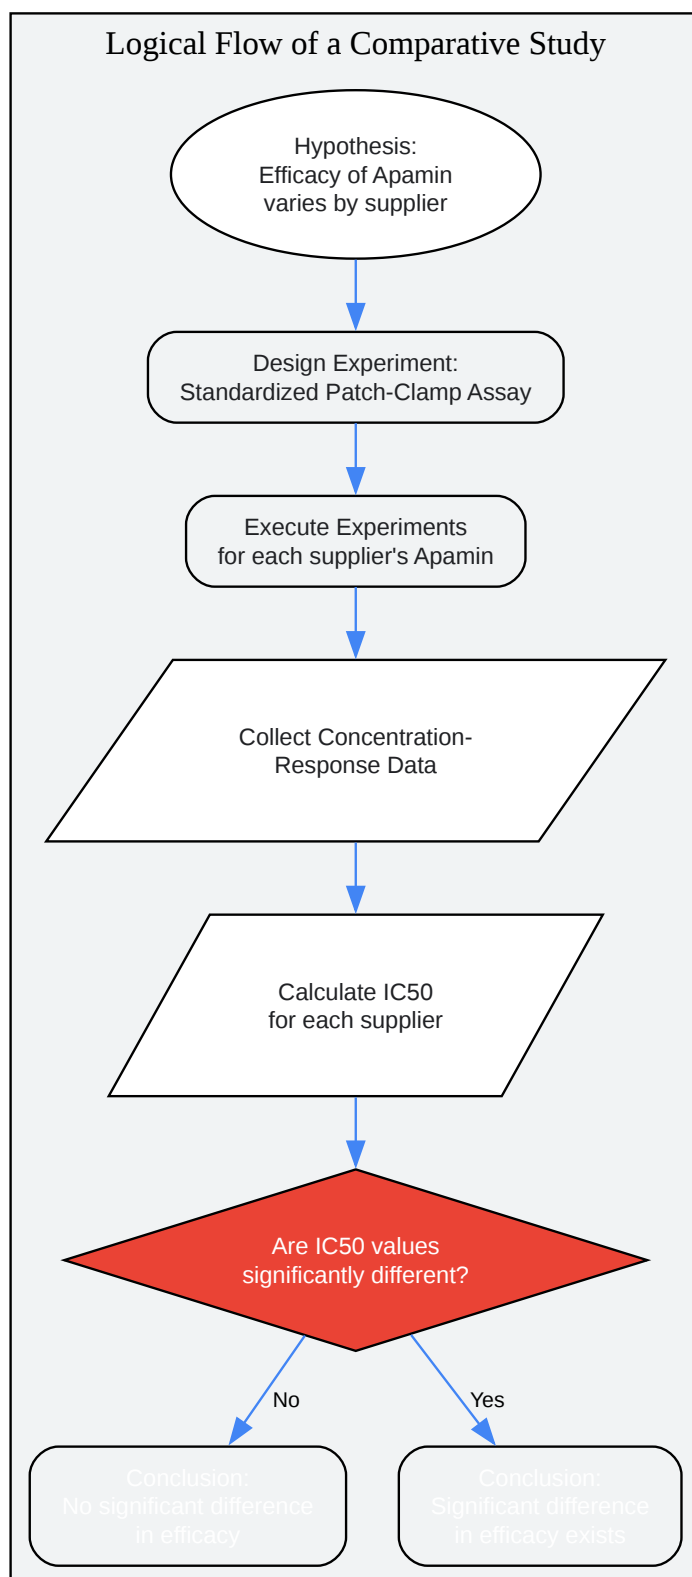 Logical Flow of a Comparative Study
Hypothesis:
Efficacy of Apamin
varies by supplier
Design Experiment:
Standardized Patch-Clamp Assay
Execute Experiments
for each supplier's Apamin
Collect Concentration-
Response Data
Calculate IC50
for each supplier
Are IC50 values
significantly different?
No
Yes
Conclusion:
No significant difference
in efficacy
Conclusion:
Significant difference
in efficacy exists